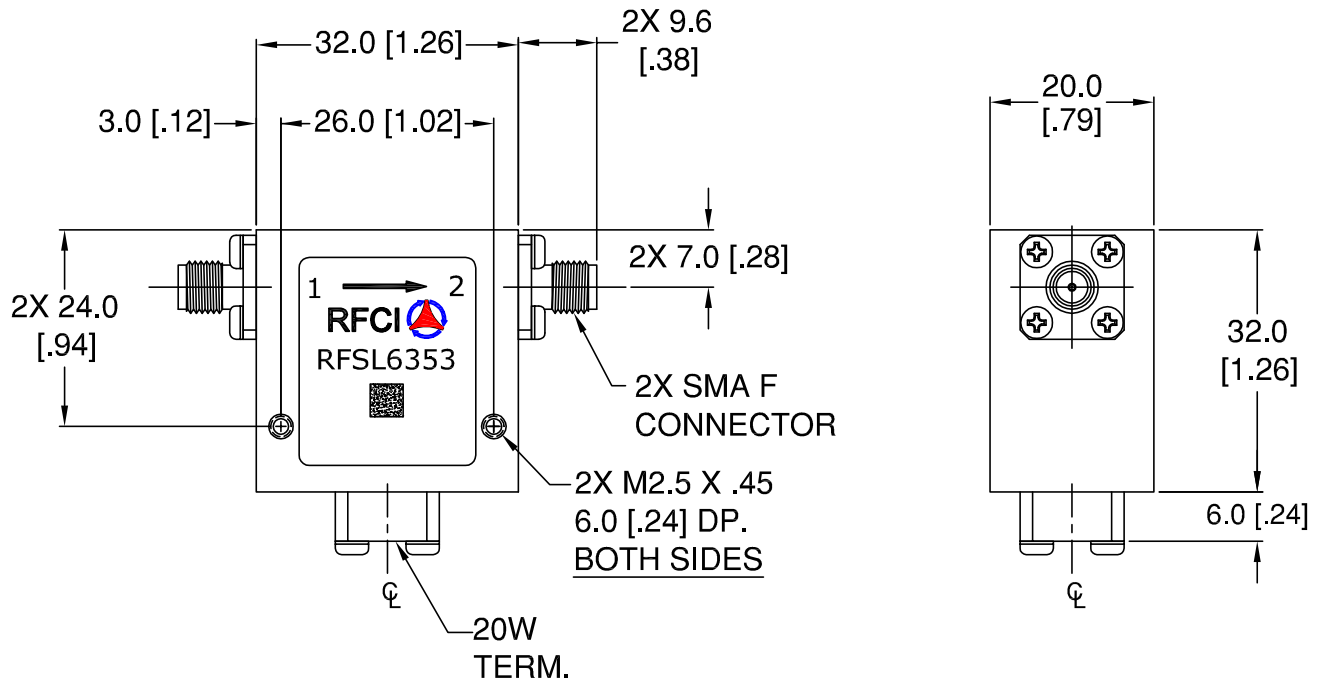 32.0 [1.26]
2X 9.6
[.38]
3.0 [.12]
26.0 [1.02]
2X 7.0 [.28]
2X 24.0
[.94]
1
2
RFCI
RFSL6353
2X SMA F
CONNECTOR
2X M2.5 X .45
6.0 [.24] DP.
BOTH SIDES
℄
20W
TERM.
20.0
[.79]
32.0
[1.26]
6.0 [.24]
℄